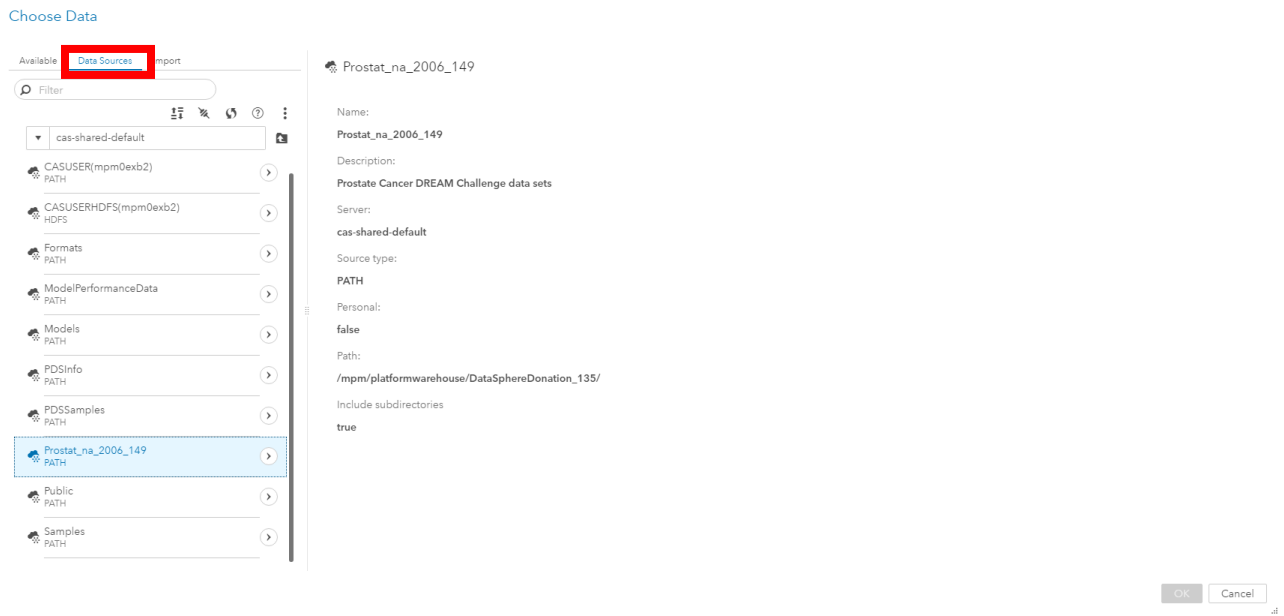 Choose Data
Available Data Sources mport
Filter
cas-shared-default
CASUSER(mpm0exb2)
PATH
CASUSERHDFS(mpm0exb2)
HDFS
Formats
PATH
ModelPerformanceData
PATH
Models
PATH
PDSInfo
PATH
PDSSamples
PATH
Prostat_na_2006_149
PATH
Public
PATH
Samples
PATH
Prostat_na_2006_149
Name:
Prostat_na_2006_149
Description:
Prostate Cancer DREAM Challenge data sets
Server:
cas-shared-default
Source type:
PATH
Personal:
false
Path:
/mpm/platformwarehouse/DataSphereDonation_135/
Include subdirectories
true
OK Cancel